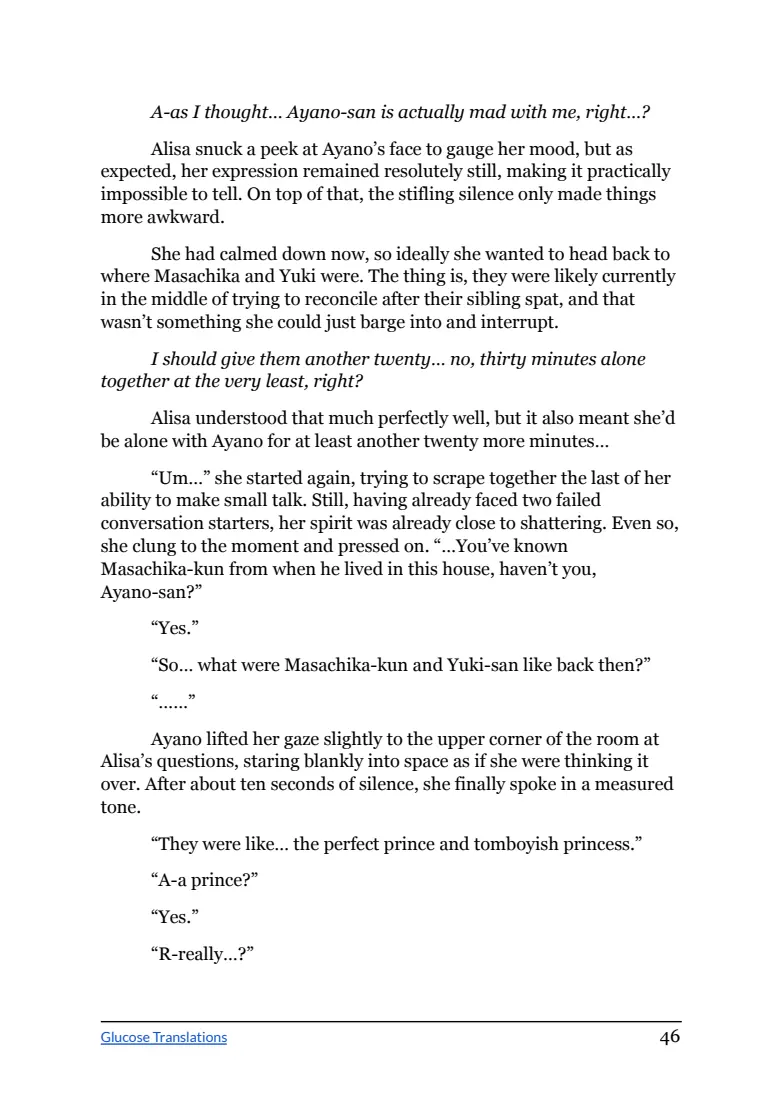 A-as I thought… Ayano-san is actually mad with me, right…?
Alisa snuck a peek at Ayano’s face to gauge her mood, but as
expected, her expression remained resolutely still, making it practically
impossible to tell. On top of that, the stifling silence only made things
more awkward.
She had calmed down now, so ideally she wanted to head back to
where Masachika and Yuki were. The thing is, they were likely currently
in the middle of trying to reconcile after their sibling spat, and that
wasn’t something she could just barge into and interrupt.
I should give them another twenty… no, thirty minutes alone
together at the very least, right?
Alisa understood that much perfectly well, but it also meant she’d
be alone with Ayano for at least another twenty more minutes…
“Um…” she started again, trying to scrape together the last of her
ability to make small talk. Still, having already faced two failed
conversation starters, her spirit was already close to shattering. Even so,
she clung to the moment and pressed on. “…You’ve known
Masachika-kun from when he lived in this house, haven’t you,
Ayano-san?”
“Yes.”
“So… what were Masachika-kun and Yuki-san like back then?”
“……”
Ayano lifted her gaze slightly to the upper corner of the room at
Alisa’s questions, staring blankly into space as if she were thinking it
over. After about ten seconds of silence, she finally spoke in a measured
tone.
“They were like… the perfect prince and tomboyish princess.”
“A-a prince?”
“Yes.”
“R-really…?”
Glucose Translations
46